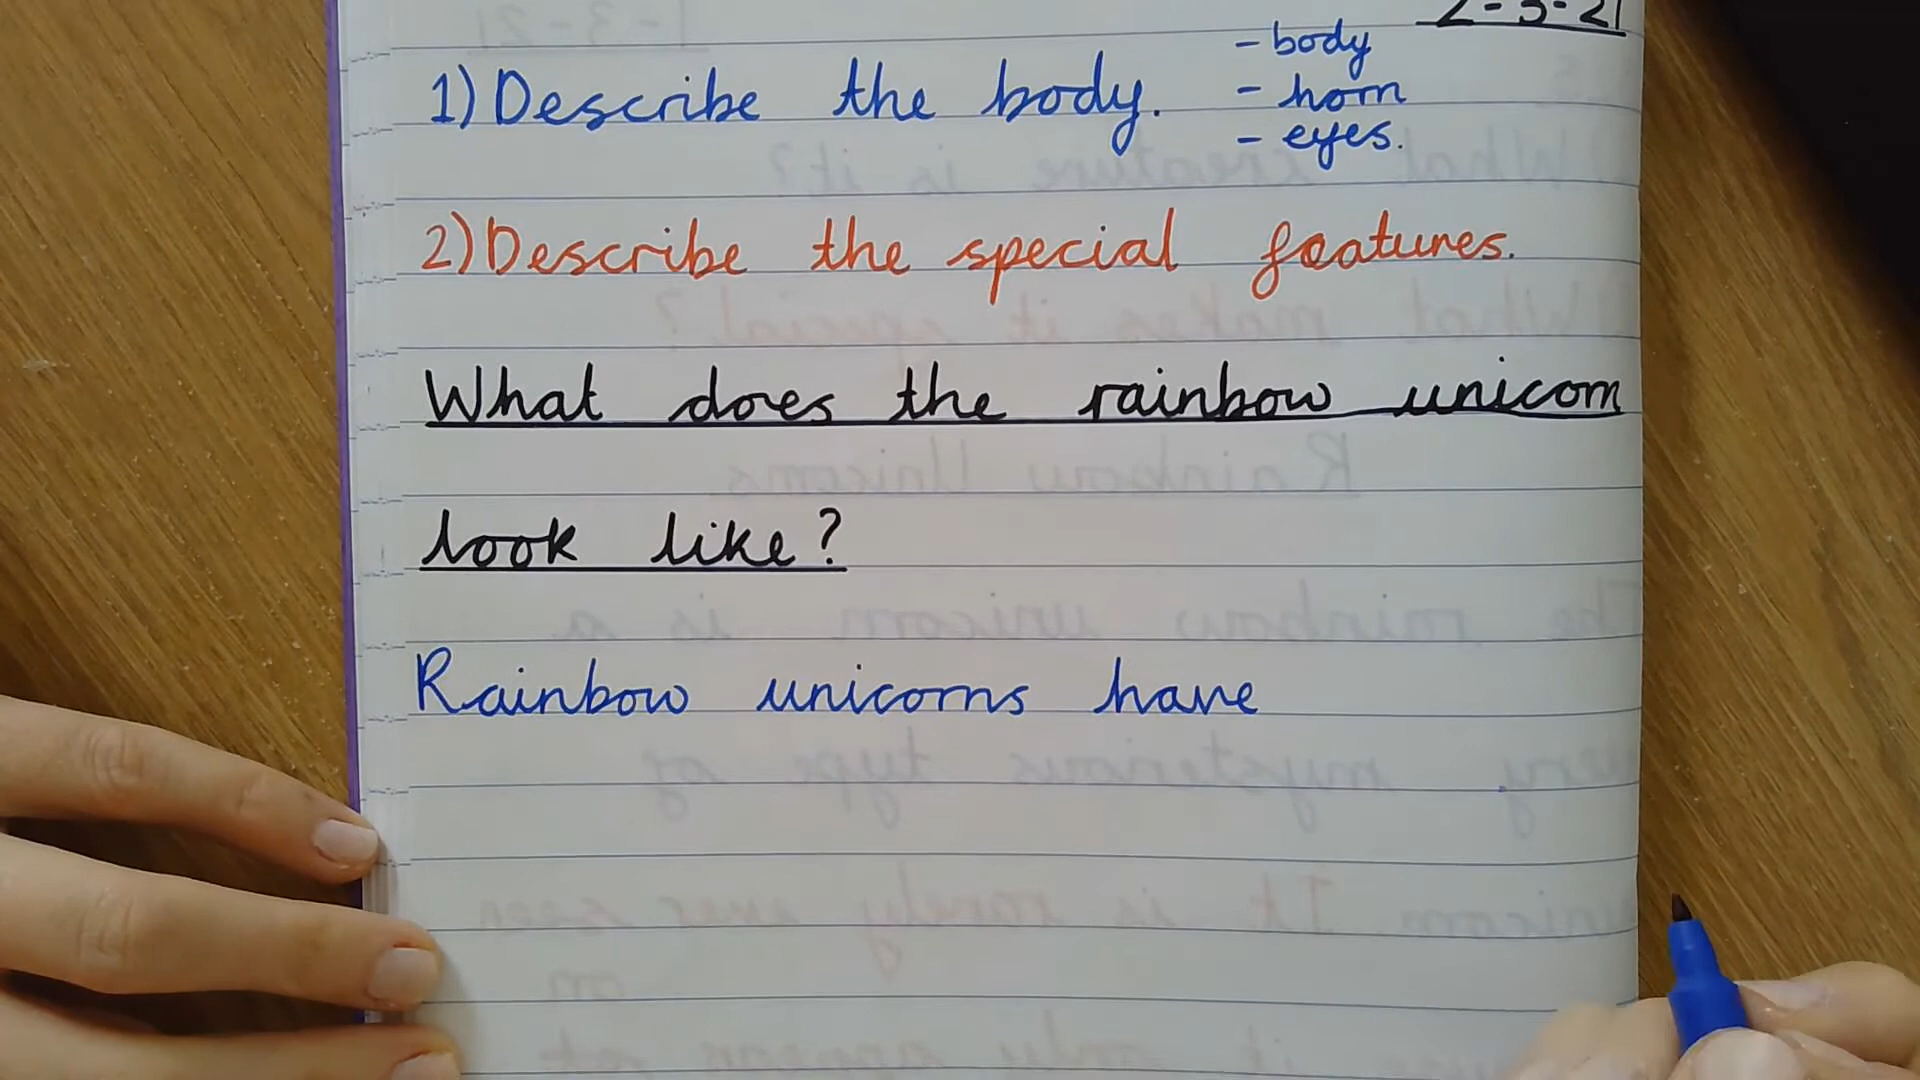 2-3-21
- body
1) Describe the body. - horn
- eyes.
2) Describe the special features.
What does the rainbow unicorn
look like?
Rainbow unicorns have